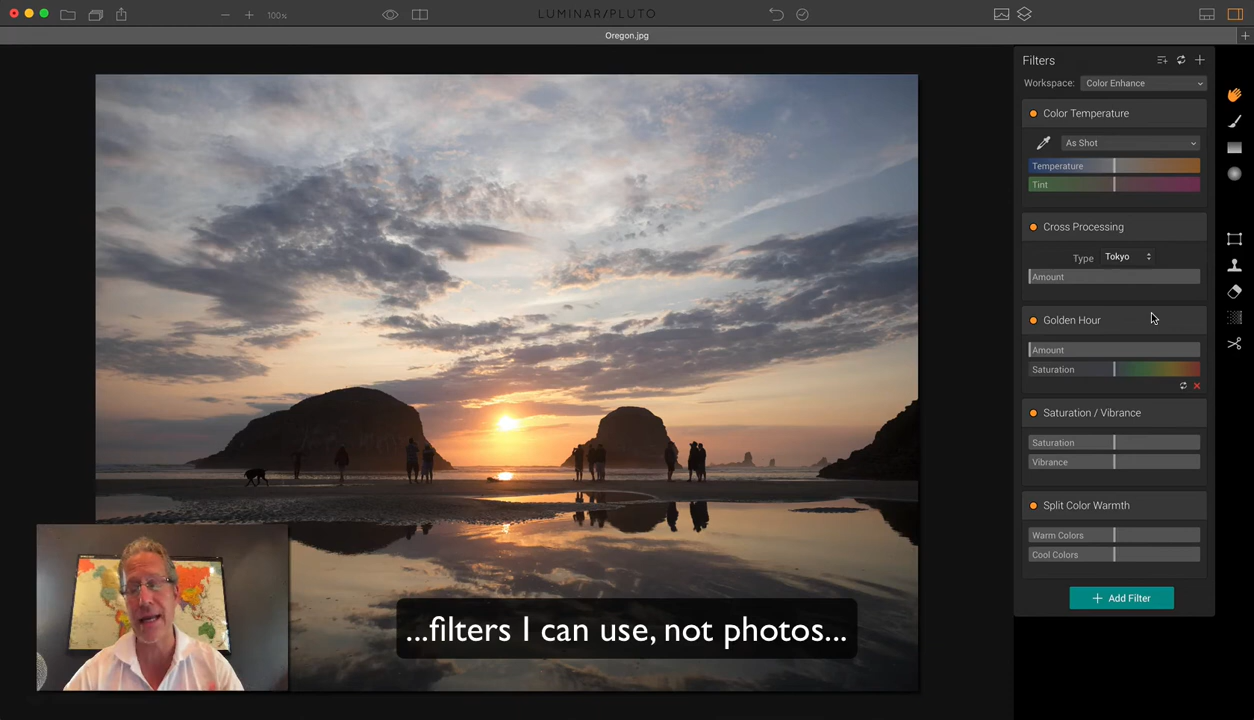 100%
LUMINAR/PLUTO
Oregon.jpg
Filters
Workspace: Color Enhance
Color Temperature
As Shot
Temperature
Tint
Cross Processing
Type Tokyo
Amount
Golden Hour
Amount
Saturation
Saturation / Vibrance
Saturation
Vibrance
Split Color Warmth
Warm Colors
Cool Colors
+ Add Filter
...filters I can use, not photos...